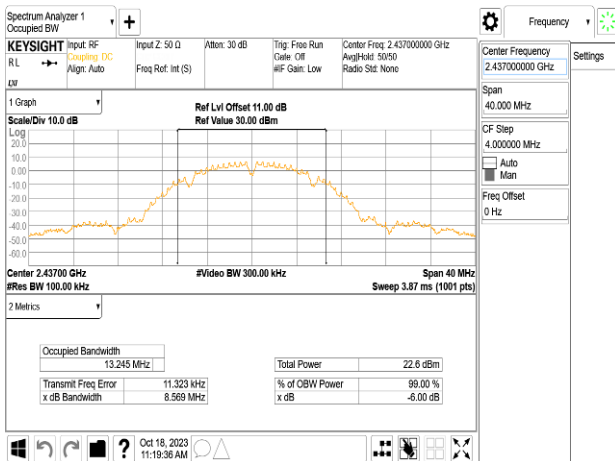 Spectrum Analyzer 1
Occupied BW
Frequency
KEYSIGHT
RL
Input: RF
Coupling: DC
Align: Auto
Input Z: 50 Ω
Freq Ref: Int (S)
Atten: 30 dB
Trig: Free Run
Gate: Off
#IF Gain: Low
Center Freq: 2.437000000 GHz
Avg|Hold: 50/50
Radio Std: None
Center Frequency
2.437000000 GHz
Settings
Span
40.000 MHz
CF Step
4.000000 MHz
Auto
Man
Freq Offset
0 Hz
1 Graph
Scale/Div 10.0 dB
Ref Lvl Offset 11.00 dB
Ref Value 30.00 dBm
Log
20.0
10.0
0.00
-10.0
-20.0
-30.0
-40.0
-50.0
-60.0
Center 2.43700 GHz
#Res BW 100.00 kHz
#Video BW 300.00 kHz
Span 40 MHz
Sweep 3.87 ms (1001 pts)
2 Metrics
Occupied Bandwidth
13.245 MHz
Total Power 22.6 dBm
Transmit Freq Error 11.323 kHz
% of OBW Power 99.00 %
x dB Bandwidth 8.569 MHz
x dB -6.00 dB
Oct 18, 2023
11:19:36 AM